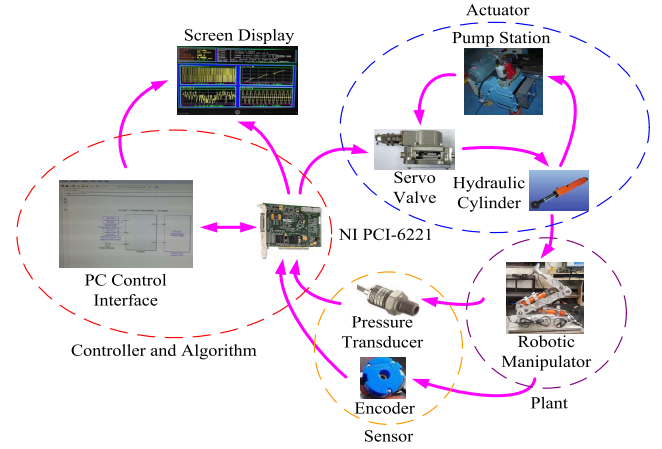 Actuator
Screen Display
Pump Station
Servo
Valve
Hydraulic
Cylinder
NI PCI-6221
PC Control
Interface
Pressure
Transducer
Robotic
Manipulator
Controller and Algorithm
Encoder
Plant
Sensor